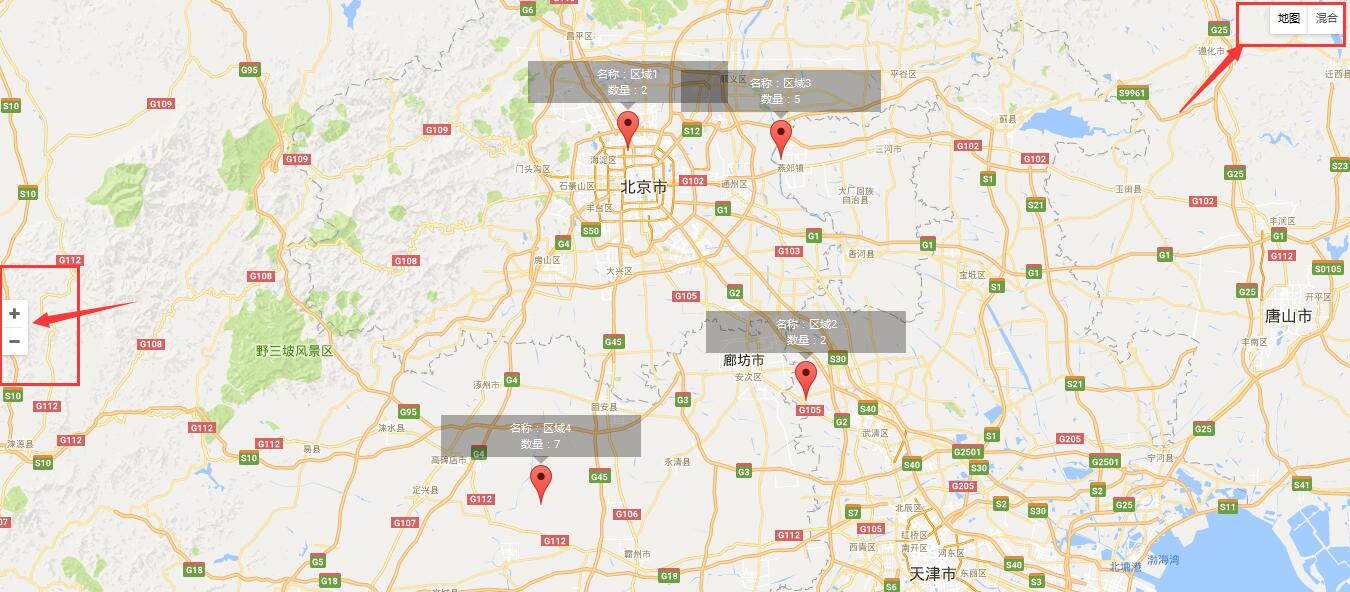 G6
昌平区
G25
地图
混合
遵化市
G95
名称：区域1
数量：2
顺义区
名称：区域3
数量：5
平谷区
迁西县
S9961
S10
G109
蓟县
G109
S12
G102
三河市
G109
海淀区
燕郊镇
G102
门头沟区
石景山区
北京市
G102
通州区
S1
G25
S23
S10
大厂回族
自治县
玉田县
丰台区
G1
S21
G102
S50
G4
G1
G1
丰润区
G1
G103
香河县
G1
G112
G112
G108
房山区
大兴区
宝坻区
G1
S0105
G108
G105
G2
S1
G25
开平区
+
−
唐山市
名称：区域2
数量：2
G108
G45
丰南区
野三坡风景区
廊坊市
S30
安次区
涿州市
G4
S21
S10
G112
G3
G105
固安县
G95
S40
G2
涞水县
G112
名称：区域4
数量：7
武清区
G25
涞源县
G112
G112
易县
S10
S1
G205
G2501
S10
高碑店市
G4
永清县
S40
S30
G2501
宁河县
G45
G3
定兴县
G112
G205
S2
S41
S2
G25
S11
07
G107
G106
S7
北辰区
S30
G105
G112
G112
红桥区
西青区
南开区
河东区
霸州市
G5
G18
G18
G18
天津市
东丽区
S40
北塘港
渤海湾
S6
S3